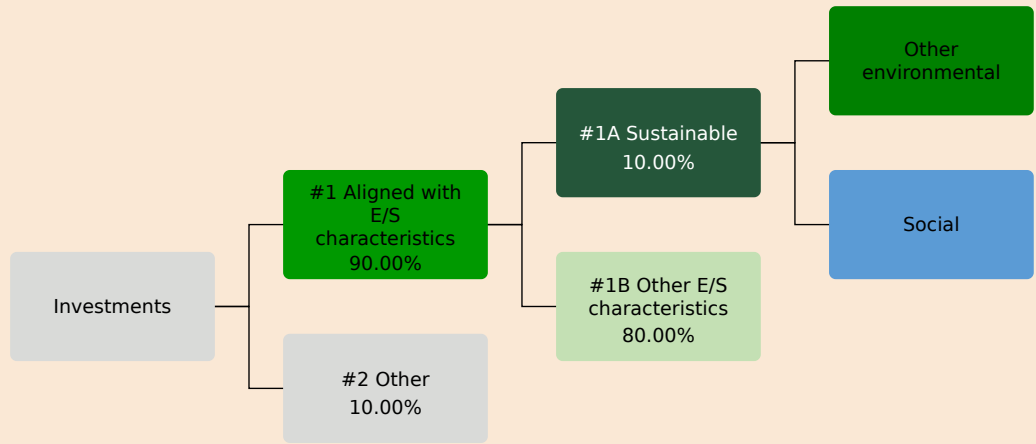 Investments
#1 Aligned with
E/S
characteristics
90.00%
#2 Other
10.00%
#1A Sustainable
10.00%
#1B Other E/S
characteristics
80.00%
Other
environmental
Social